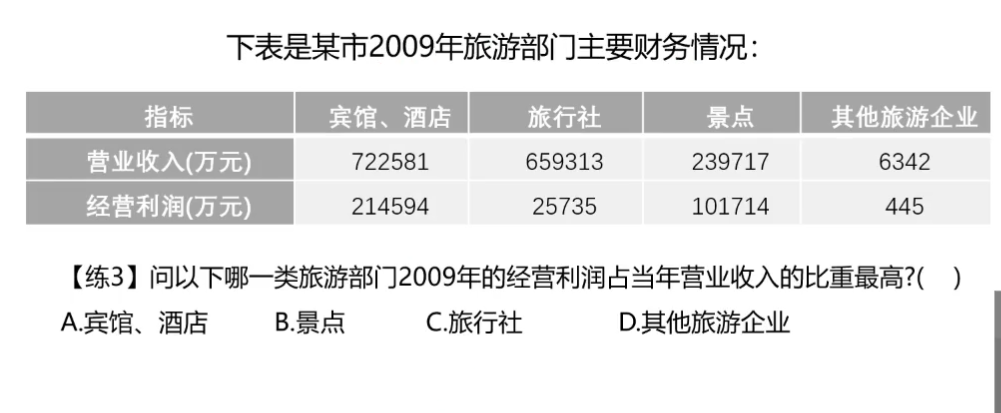 下表是某市2009年旅游部门主要财务情况：
指标 宾馆、酒店 旅行社 景点 其他旅游企业
营业收入(万元) 722581 659313 239717 6342
经营利润(万元) 214594 25735 101714 445
【练3】问以下哪一类旅游部门2009年的经营利润占当年营业收入的比重最高?( )
A.宾馆、酒店 B.景点 C.旅行社 D.其他旅游企业